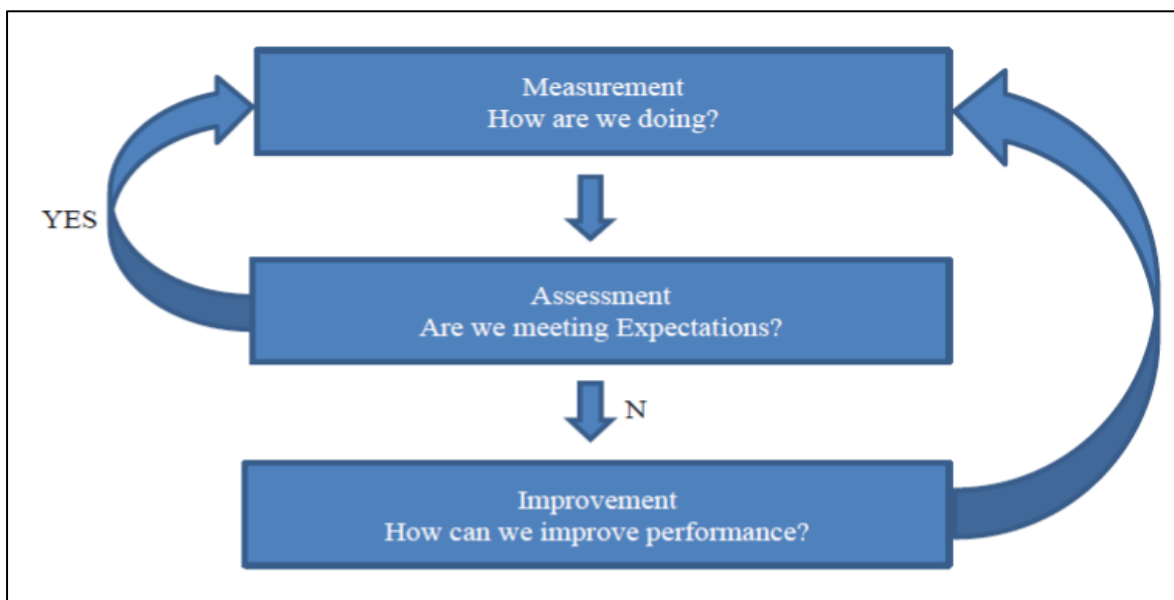 Measurement
How are we doing?
YES
Assessment
Are we meeting Expectations?
N
Improvement
How can we improve performance?